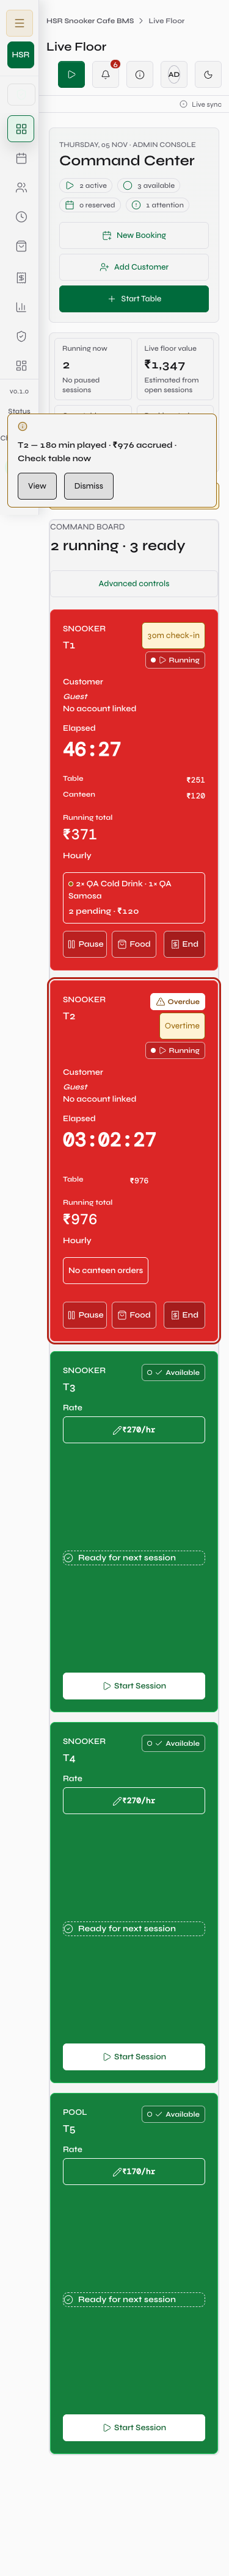 HSR Snooker Cafe BMS > Live Floor
HSR
Live Floor
6
AD
Live sync
THURSDAY, 05 NOV · ADMIN CONSOLE
Command Center
2 active
3 available
0 reserved
1 attention
New Booking
Add Customer
Start Table
Running now
2
No paused sessions
Live floor value
₹1,347
Estimated from open sessions
v0.1.0
Status
T2 — 180 min played · ₹976 accrued ·
Check table now
View
Dismiss
COMMAND BOARD
2 running · 3 ready
Advanced controls
SNOOKER
30m check-in
T1
Running
Customer
Guest
No account linked
Elapsed
46:27
Table ₹251
Canteen ₹120
Running total
₹371
Hourly
2× QA Cold Drink · 1× QA
Samosa
2 pending · ₹120
Pause
Food
End
SNOOKER
Overdue
T2
Overtime
Running
Customer
Guest
No account linked
Elapsed
03:02:27
Table ₹976
Running total
₹976
Hourly
No canteen orders
Pause
Food
End
SNOOKER
Available
T3
Rate
₹270/hr
Ready for next session
Start Session
SNOOKER
Available
T4
Rate
₹270/hr
Ready for next session
Start Session
POOL
Available
T5
Rate
₹170/hr
Ready for next session
Start Session